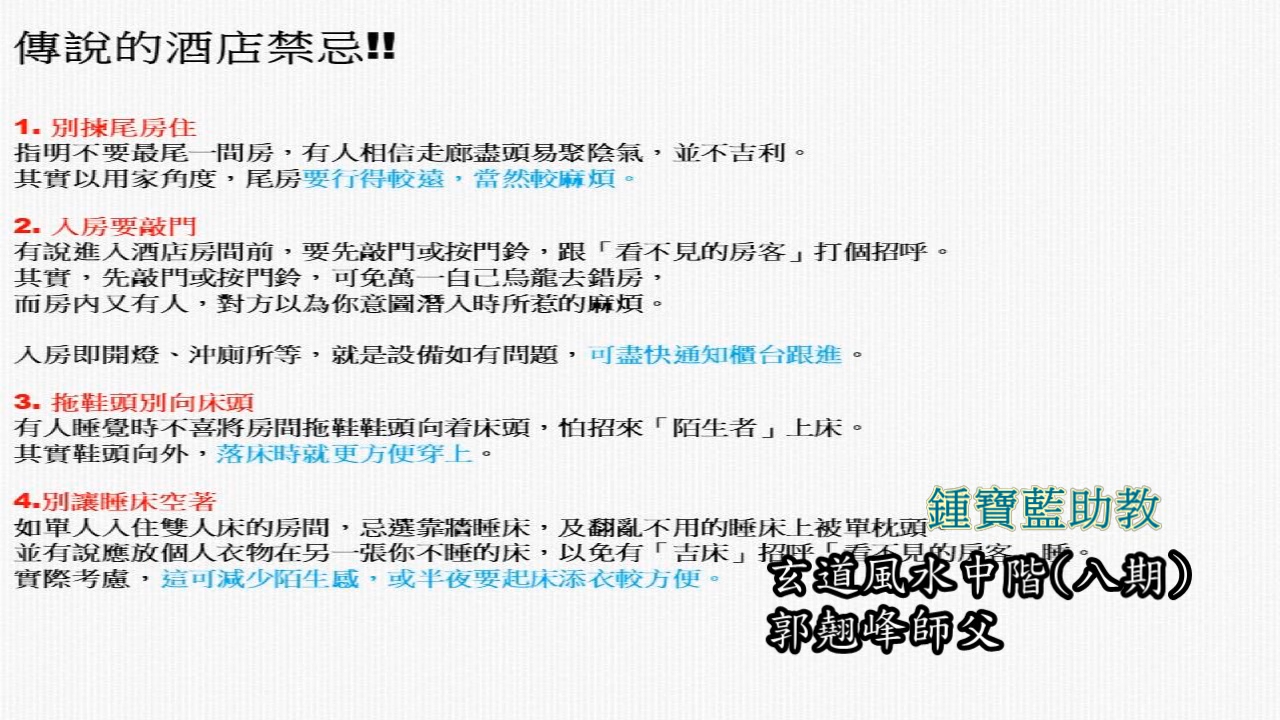 傳說的酒店禁忌!!
1. 別揀尾房住
指明不要最尾一間房，有人相信走廊盡頭易聚陰氣，並不吉利。
其實以用家角度，尾房要行得較遠，當然較麻煩。
2. 入房要敲門
有說進入酒店房間前，要先敲門或按門鈴，跟「看不見的房客」打個招呼。
其實，先敲門或按門鈴，可免萬一自己烏龍去錯房，
而房內又有人，對方以為你意圖潛入時所惹的麻煩。
入房即開燈、沖廁所等，就是設備如有問題，可盡快通知櫃台跟進。
3. 拖鞋頭別向床頭
有人睡覺時不喜將房間拖鞋鞋頭向着床頭，怕招來「陌生者」上床。
其實鞋頭向外，落床時就更方便穿上。
4.別讓睡床空著
如單人入住雙人床的房間，忌選靠牆睡床，及翻亂不用的睡床上被單枕頭
並有說應放個人衣物在另一張你不睡的床，以免有「吉床」招呼「看不見的房客」睡。
實際考慮，這可減少陌生感，或半夜要起床添衣較方便。
鍾寶藍助教
玄道風水中階(八期)
郭翹峰師父